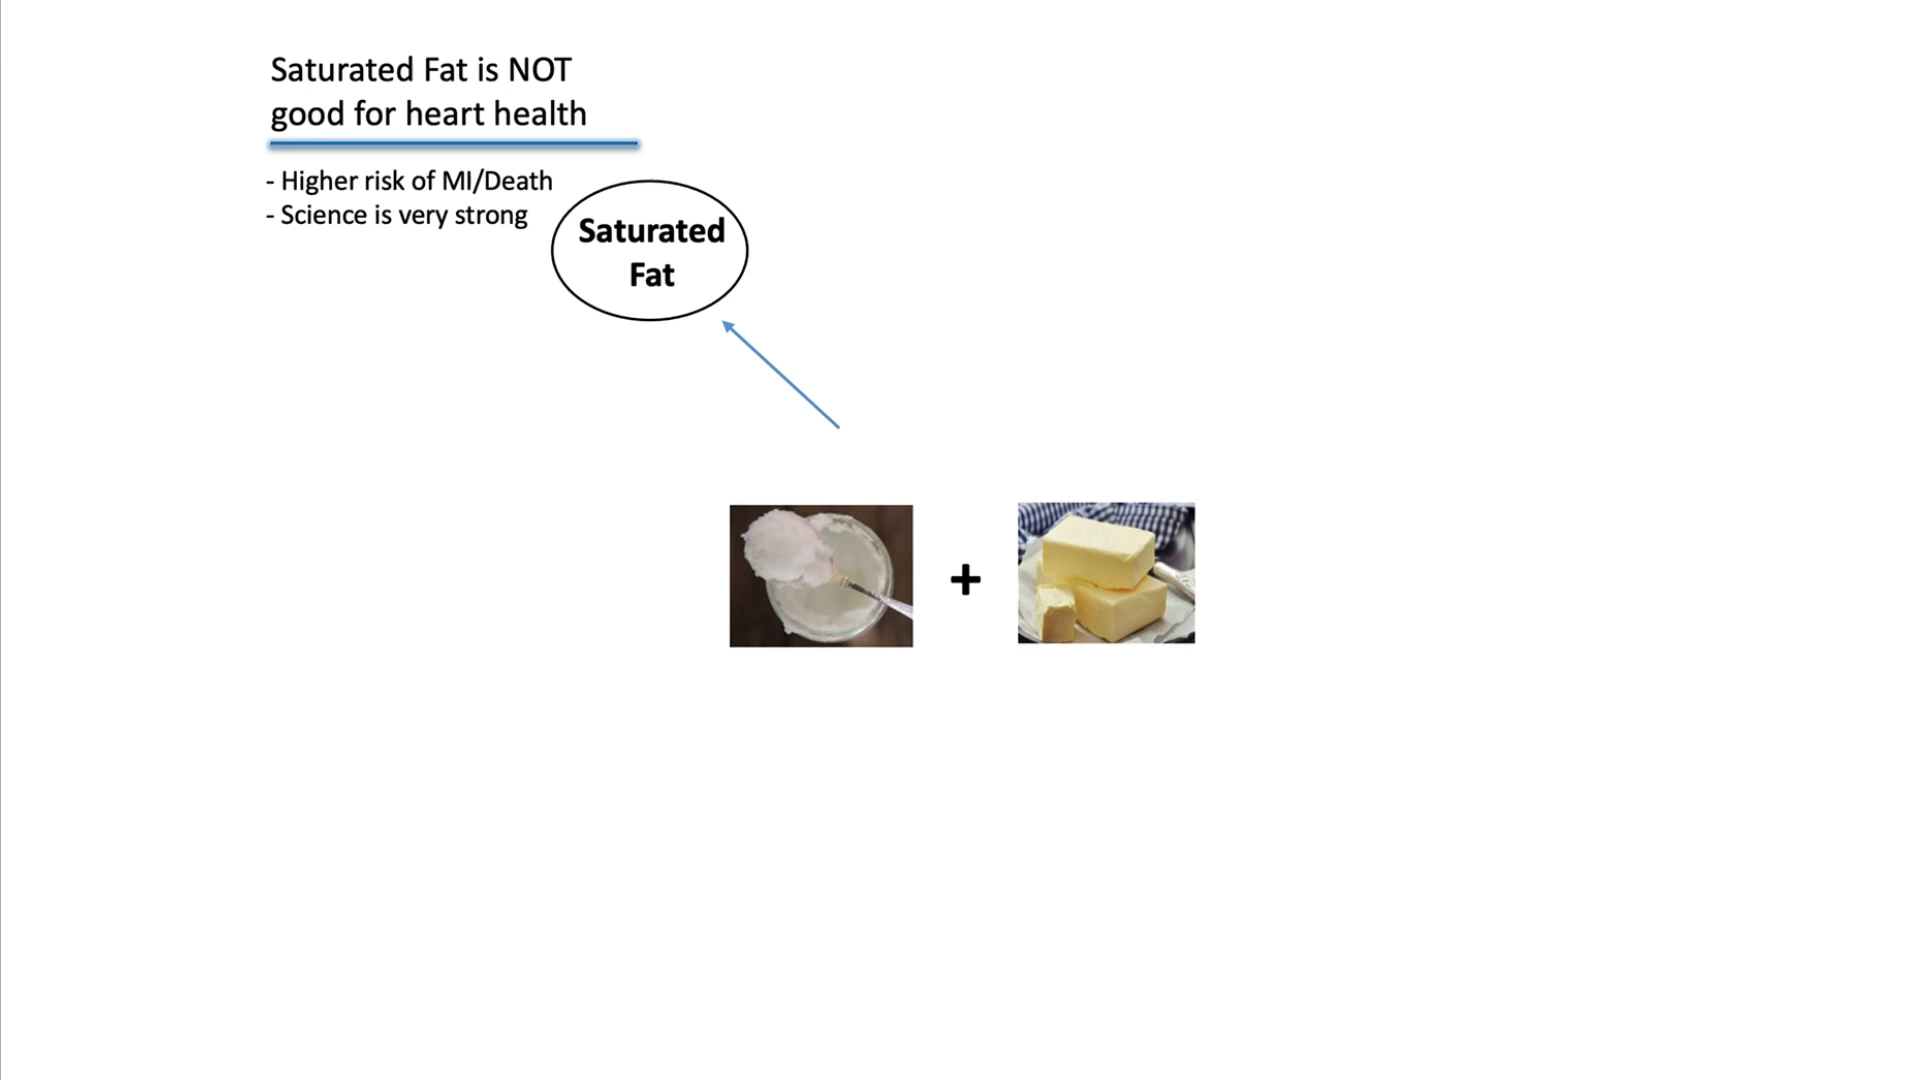 Saturated Fat is NOT
good for heart health
- Higher risk of MI/Death
- Science is very strong
Saturated
Fat
+